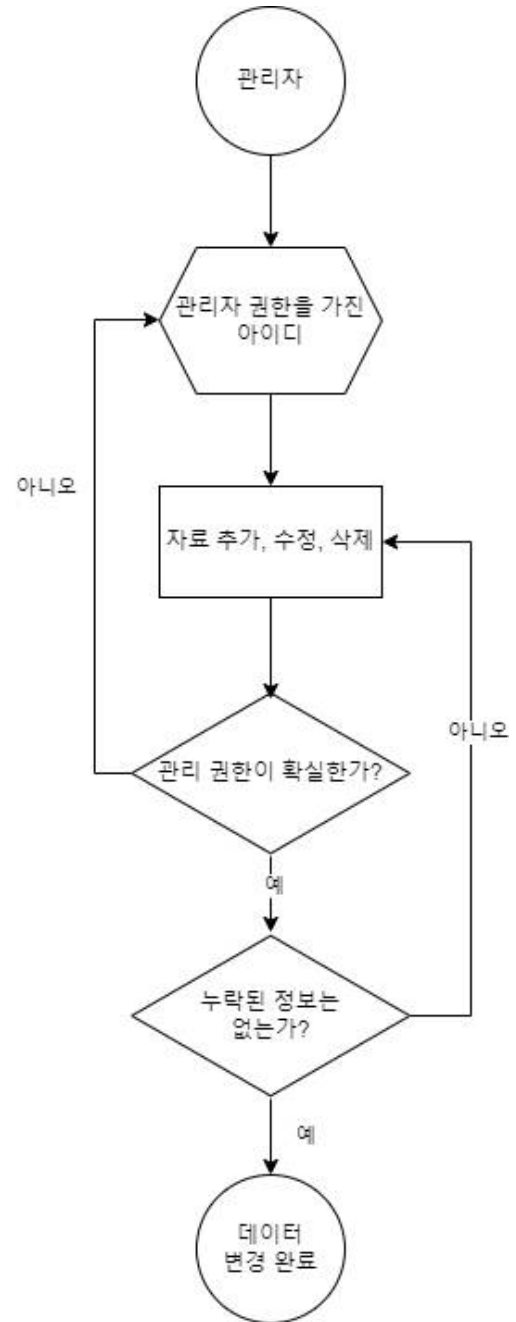 관리자
관리자 권한을 가진
아이디
아니오
자료 추가, 수정, 삭제
아니오
관리 권한이 확실한가?
예
누락된 정보는
없는가?
예
데이터
변경 완료